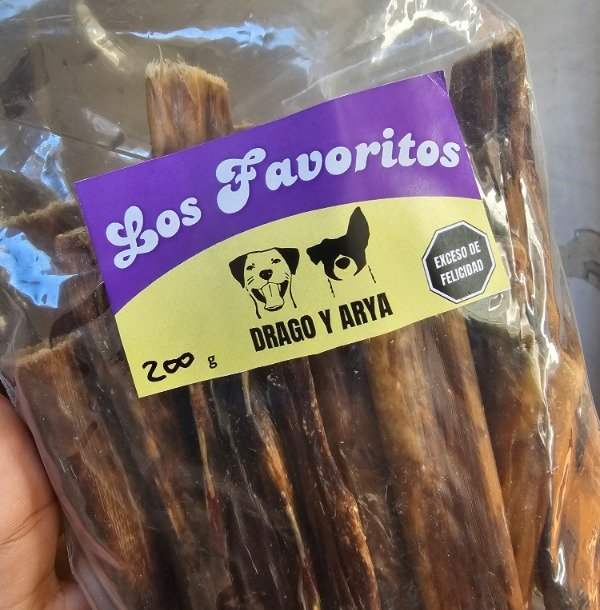 Los Favoritos
EXCESO DE
FELICIDAD
DRAGO Y ARYA
200 g